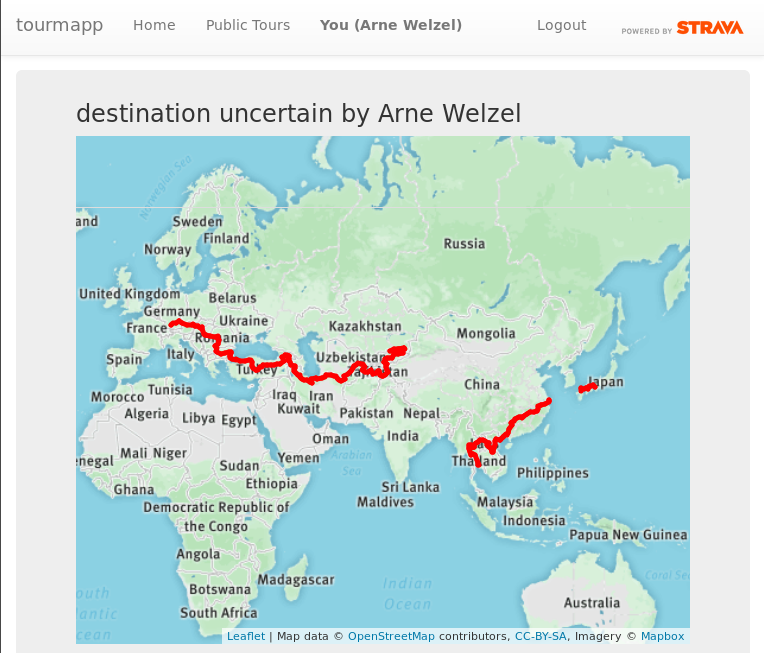 tourmapp Home Public Tours You (Arne Welzel) Logout POWERED BY STRAVA
destination uncertain by Arne Welzel
Norwegian Sea
and
Sweden
Finland
Norway
Russia
United Kingdom
Belarus
Germany
Ukraine
France
Kazakhstan
Mongolia
Romania
Italy
Spain
Uzbekistan
Turkey
Tajikistan
China
Japan
Morocco
Tunisia
Iraq
Iran
Kuwait
Algeria
Libya
Egypt
Pakistan
Nepal
Oman
India
Laos
Mali
Niger
Yemen
Arabian
Sea
enegal
Sudan
Thailand
Philippines
Ghana
Ethiopia
Sri Lanka
Maldives
Malaysia
Democratic Republic of
the Congo
Indonesia
Papua New Guinea
Angola
Madagascar
Indian
Ocean
Coral Sea
Botswana
South Africa
Australia
outh
lantic
cean
Leaflet | Map data © OpenStreetMap contributors, CC-BY-SA, Imagery © Mapbox